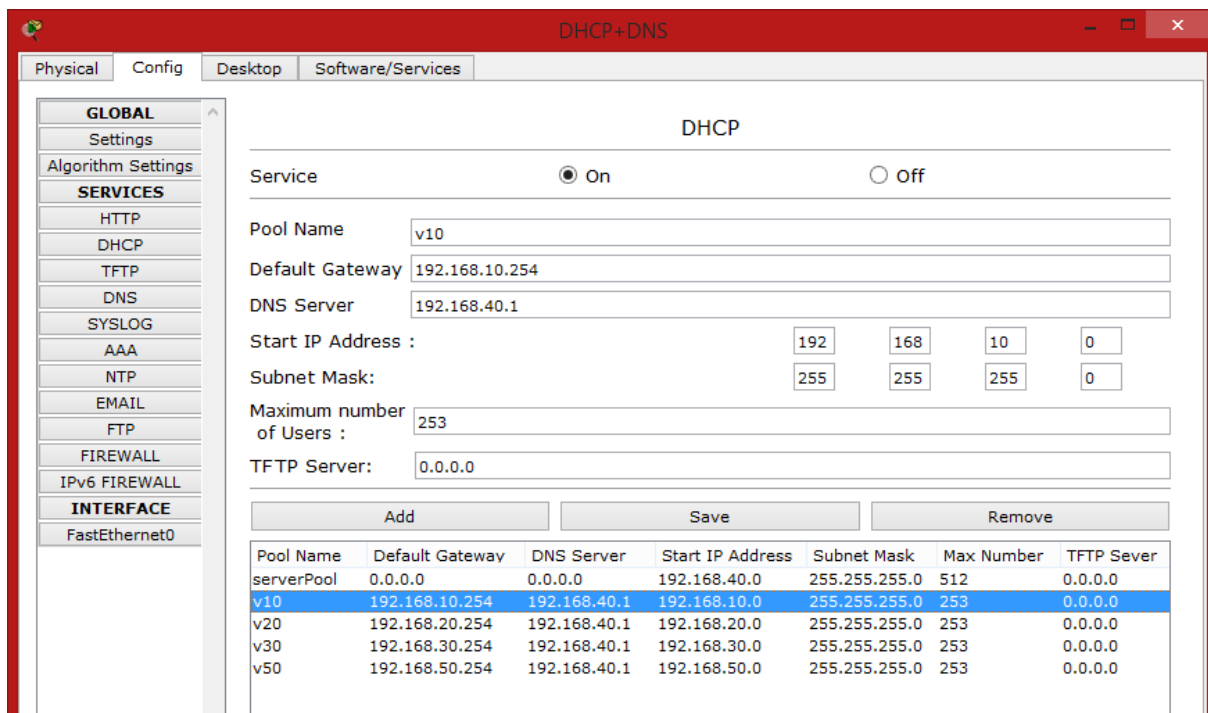 DHCP+DNS
Physical Config Desktop Software/Services
GLOBAL
Settings
Algorithm Settings
SERVICES
HTTP
DHCP
TFTP
DNS
SYSLOG
AAA
NTP
EMAIL
FTP
FIREWALL
IPv6 FIREWALL
INTERFACE
FastEthernet0
DHCP
Service On Off
Pool Name v10
Default Gateway 192.168.10.254
DNS Server 192.168.40.1
Start IP Address : 192 168 10 0
Subnet Mask: 255 255 255 0
Maximum number
of Users : 253
TFTP Server: 0.0.0.0
Add Save Remove
Pool Name Default Gateway DNS Server Start IP Address Subnet Mask Max Number TFTP Sever
serverPool 0.0.0.0 0.0.0.0 192.168.40.0 255.255.255.0 512 0.0.0.0
v10 192.168.10.254 192.168.40.1 192.168.10.0 255.255.255.0 253 0.0.0.0
v20 192.168.20.254 192.168.40.1 192.168.20.0 255.255.255.0 253 0.0.0.0
v30 192.168.30.254 192.168.40.1 192.168.30.0 255.255.255.0 253 0.0.0.0
v50 192.168.50.254 192.168.40.1 192.168.50.0 255.255.255.0 253 0.0.0.0